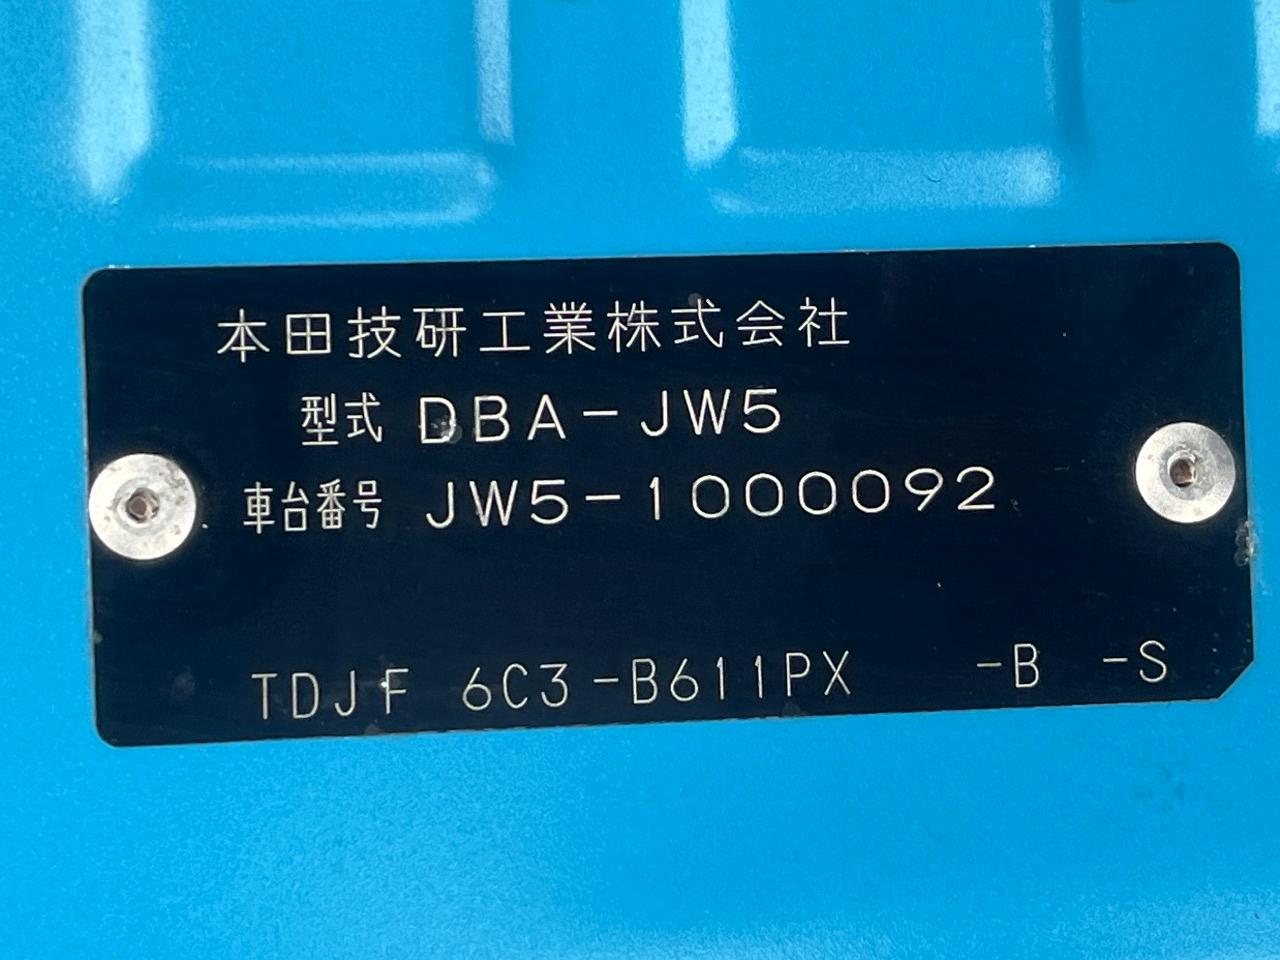 本田技研工業株式会社
型式 DBA-JW5
車台番号 JW5-1000092
TDJF 6C3-B611PX -B -S